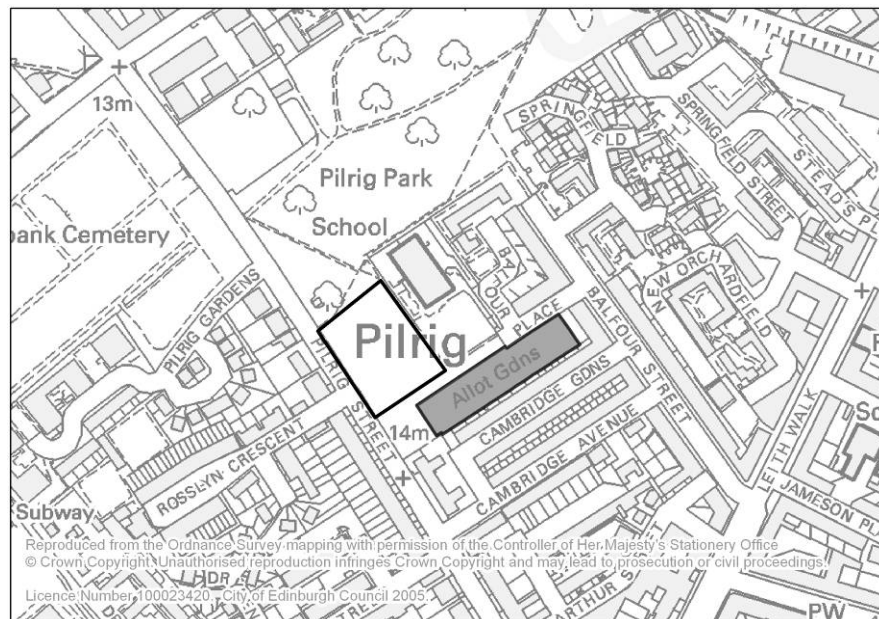 13m
Pilrig Park
School
bank Cemetery
PILRIG GARDENS
Pilrig
PILRIG STREET
14m
ROSSLYN CRESCENT
Subway
Allot Gdns
BALFOUR
PLACE
BALFOUR STREET
CAMBRIDGE GDNS
CAMBRIDGE AVENUE
SPRINGFIELD
SPRINGFIELD STREET
STEAD'S P
NEW ORCHARDFIELD
LEITH WALK
JAMESON
ARTHUR STREET
PW
Reproduced from the Ordnance Survey mapping with permission of the Controller of Her Majesty's Stationery Office
© Crown Copyright. Unauthorised reproduction infringes Crown Copyright and may lead to prosecution or civil proceedings.
Licence Number 100023420. City of Edinburgh Council 2005.